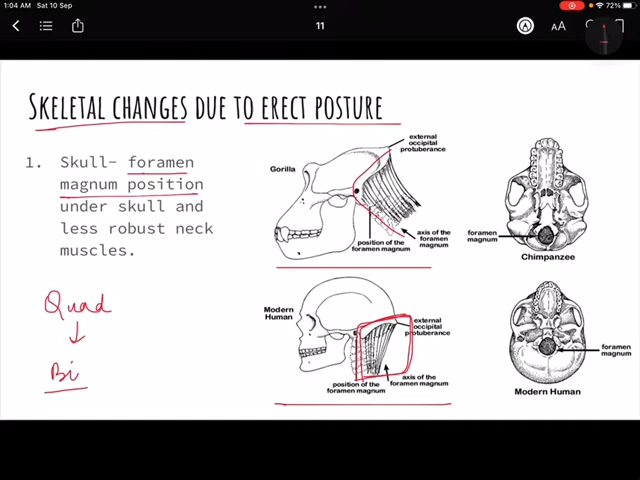 1:04 AM Sat 10 Sep
72%
11
AA
SKELETAL CHANGES DUE TO ERECT POSTURE
1. Skull- foramen
magnum position
under skull and
less robust neck
muscles.
Quad
↓
Bi
Gorilla
external
occipital
protuberance
position of the
foramen magnum
axis of the
foramen
magnum
foramen
magnum
Chimpanzee
Modern
Human
external
occipital
protuberance
position of the
foramen magnum
axis of the
foramen magnum
foramen
magnum
Modern Human